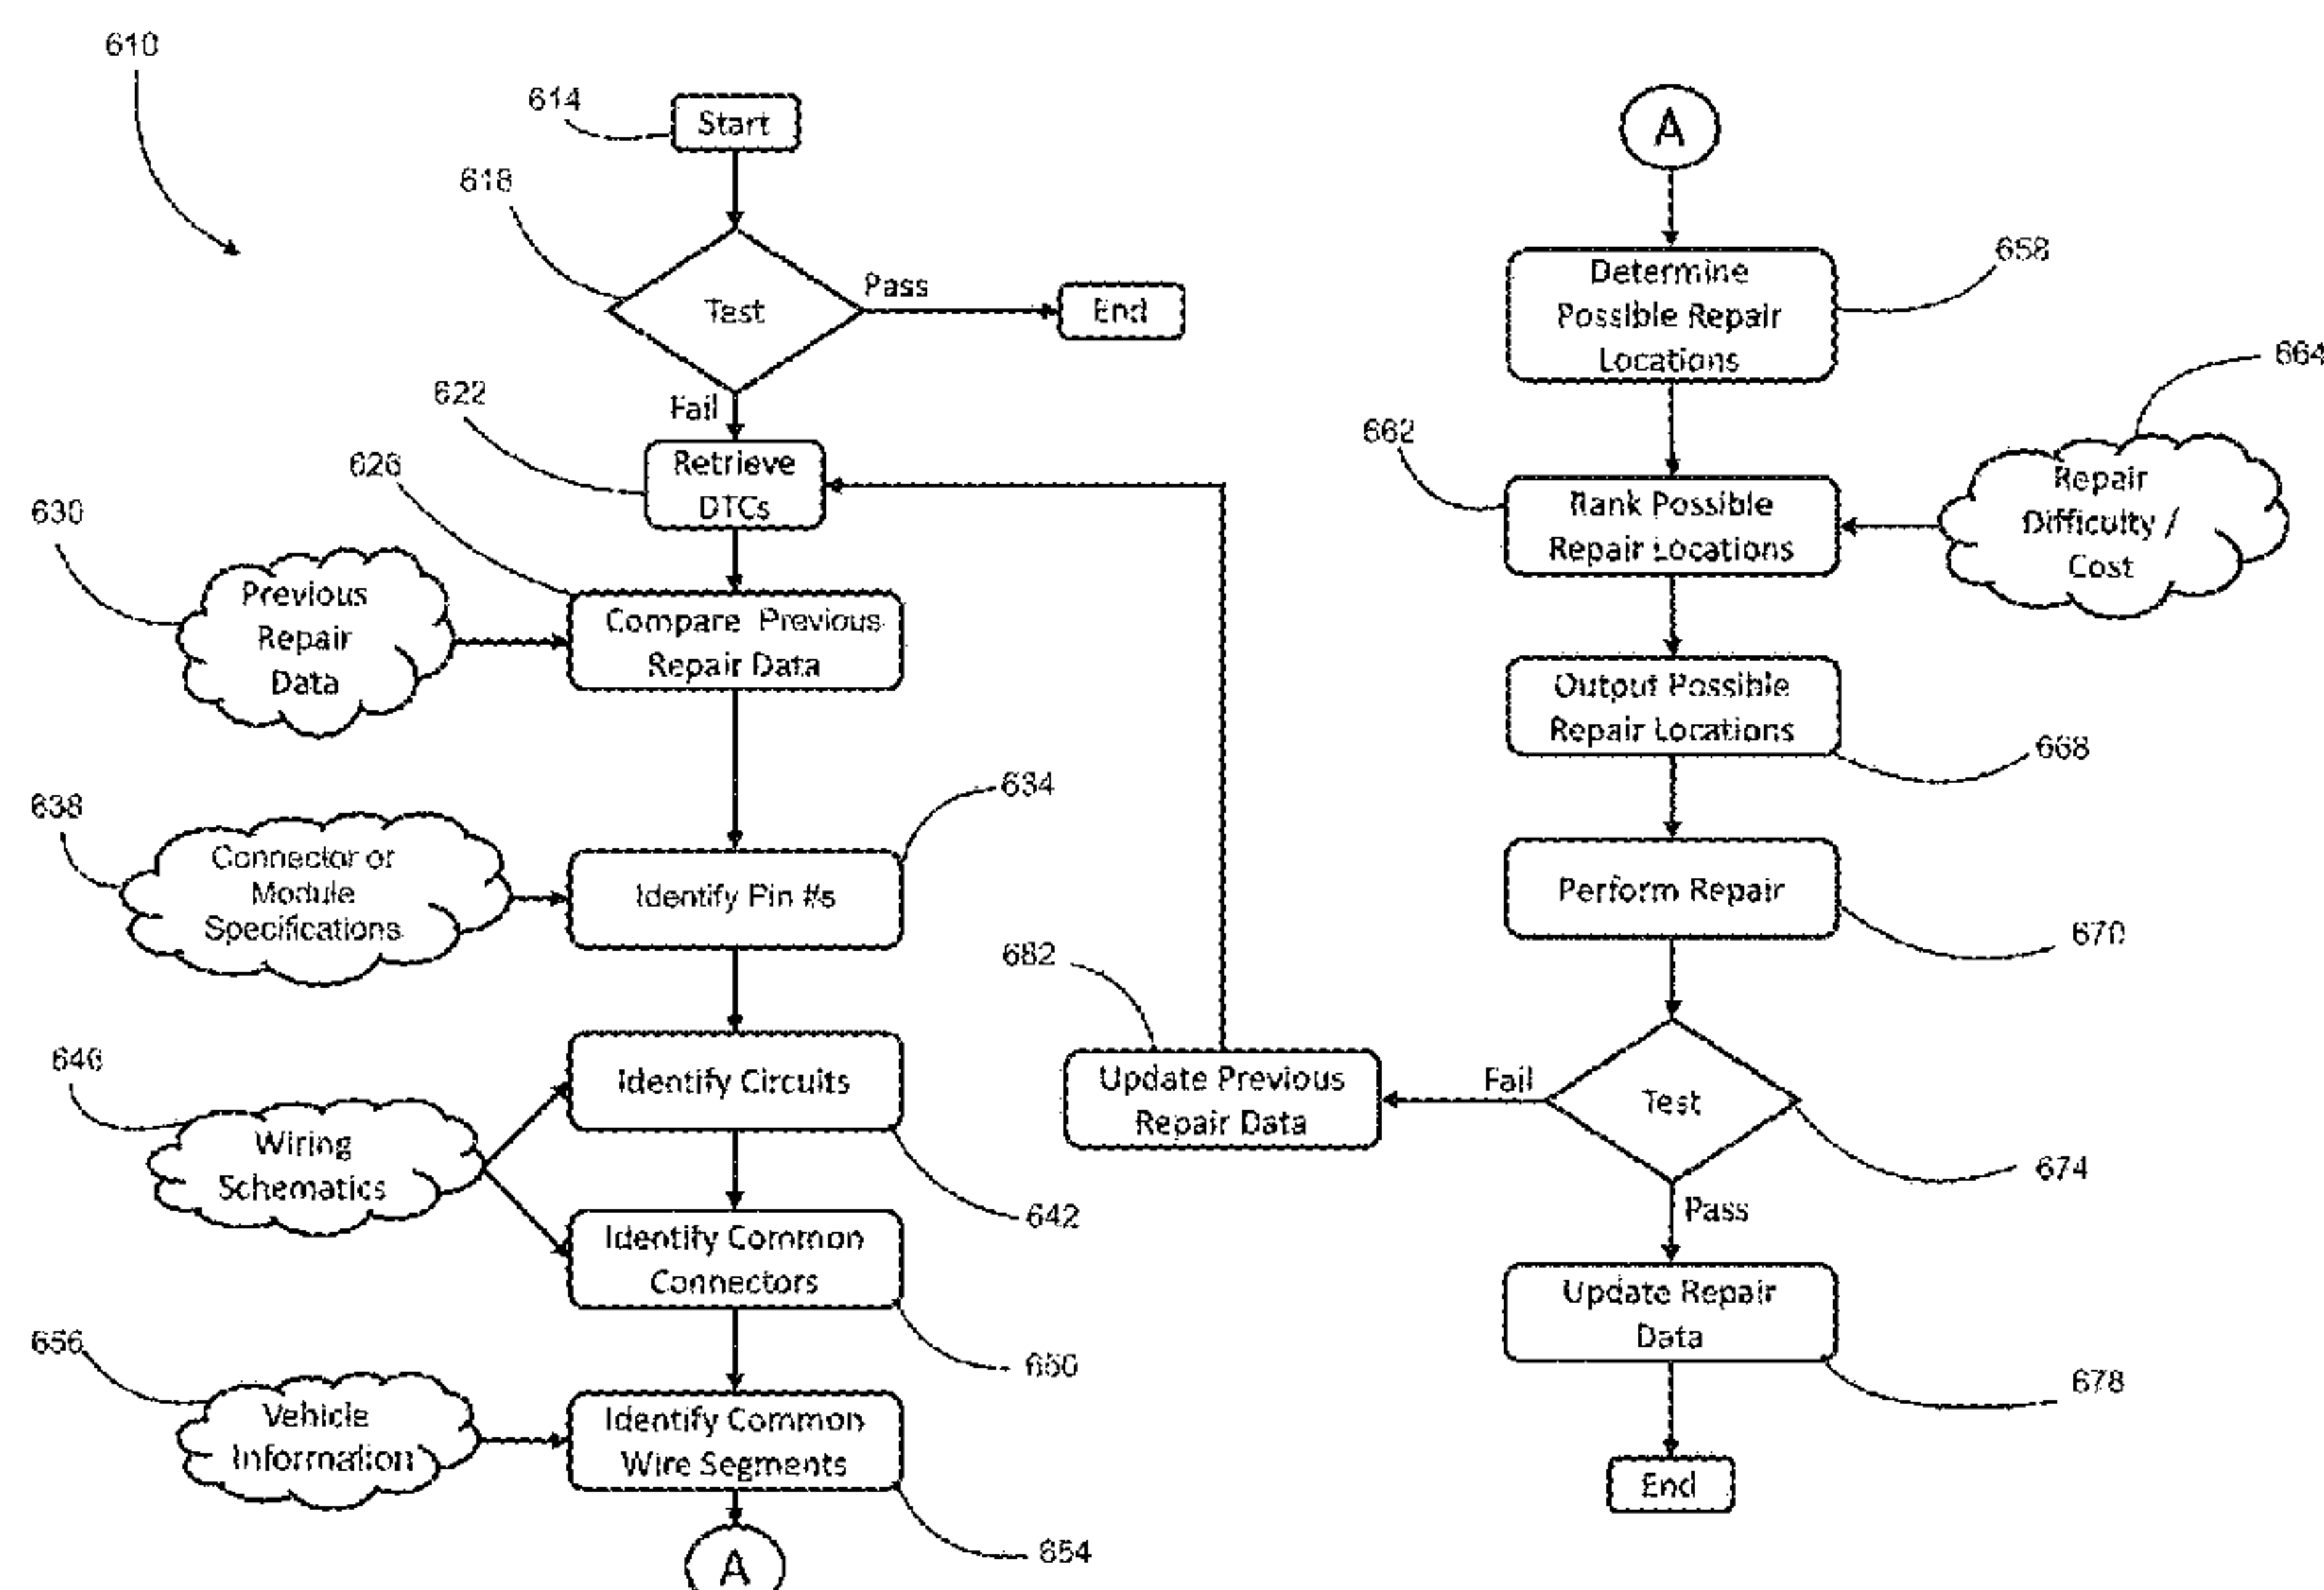 610
614
Start
618
Test
Pass
End
Fail
622
Retrieve
DTCs
626
630
Previous
Repair
Data
Compare Previous
Repair Data
634
638
Connector or
Module
Specifications
Identify Pin #s
646
Wiring
Schematics
Identify Circuits
642
Identify Common
Connectors
650
656
Vehicle
Information
Identify Common
Wire Segments
654
A
A
658
Determine
Possible Repair
Locations
664
662
Rank Possible
Repair Locations
Repair
Difficulty /
Cost
Output Possible
Repair Locations
668
Perform Repair
670
682
Update Previous
Repair Data
Fail
Test
674
Pass
Update Repair
Data
678
End